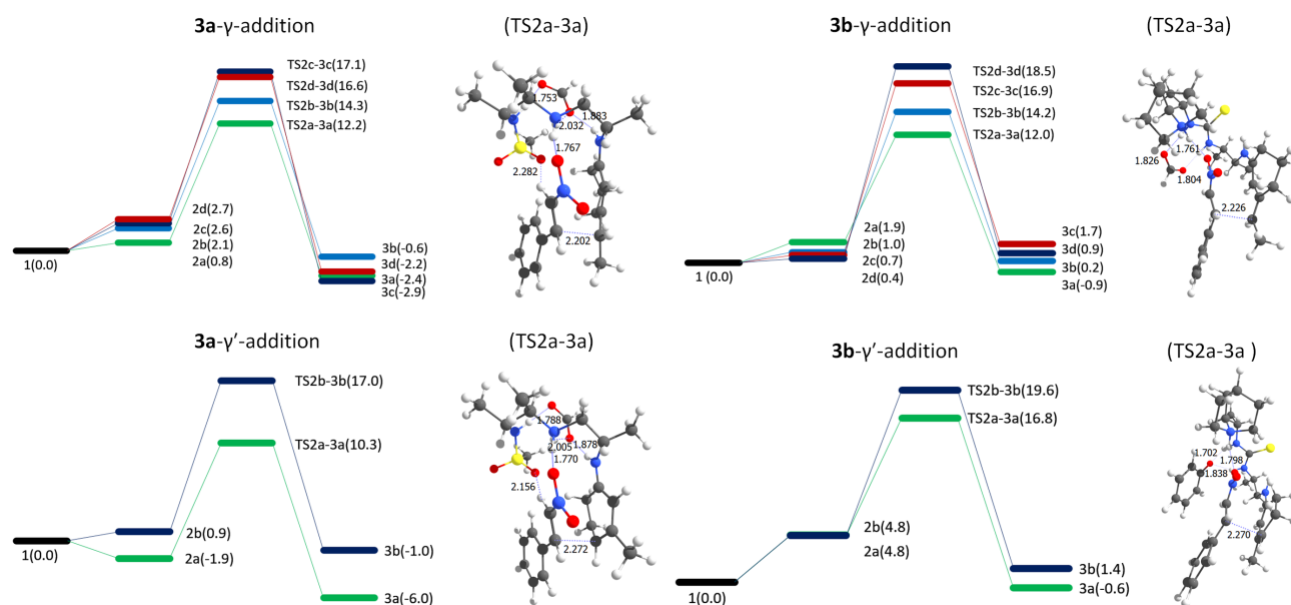 3a-γ-addition
(TS2a-3a)
TS2c-3c(17.1)
TS2d-3d(16.6)
TS2b-3b(14.3)
TS2a-3a(12.2)
2d(2.7)
2c(2.6)
2b(2.1)
2a(0.8)
1(0.0)
3b(-0.6)
3d(-2.2)
3a(-2.4)
3c(-2.9)
1.753
1.883
2.032
1.767
2.282
2.202
3b-γ-addition
(TS2a-3a)
TS2d-3d(18.5)
TS2c-3c(16.9)
TS2b-3b(14.2)
TS2a-3a(12.0)
2a(1.9)
2b(1.0)
2c(0.7)
2d(0.4)
1 (0.0)
3c(1.7)
3d(0.9)
3b(0.2)
3a(-0.9)
1.761
1.826
1.804
2.226
3a-γ’-addition
(TS2a-3a)
TS2b-3b(17.0)
TS2a-3a(10.3)
2b(0.9)
2a(-1.9)
1(0.0)
3b(-1.0)
3a(-6.0)
1.788
2.005
1.878
1.770
2.156
2.272
3b-γ’-addition
(TS2a-3a )
TS2b-3b(19.6)
TS2a-3a(16.8)
2b(4.8)
2a(4.8)
1(0.0)
3b(1.4)
3a(-0.6)
1.702
1.798
1.838
2.270